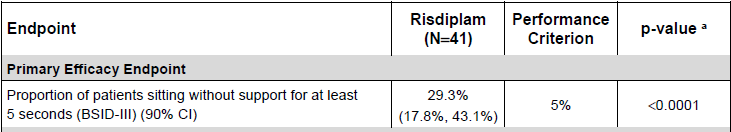 Endpoint Risdiplam (N=41) Performance Criterion p-value ᵃ
Primary Efficacy Endpoint
Proportion of patients sitting without support for at least 29.3%
5 seconds (BSID-III) (90% CI) (17.8%, 43.1%) 5% <0.0001